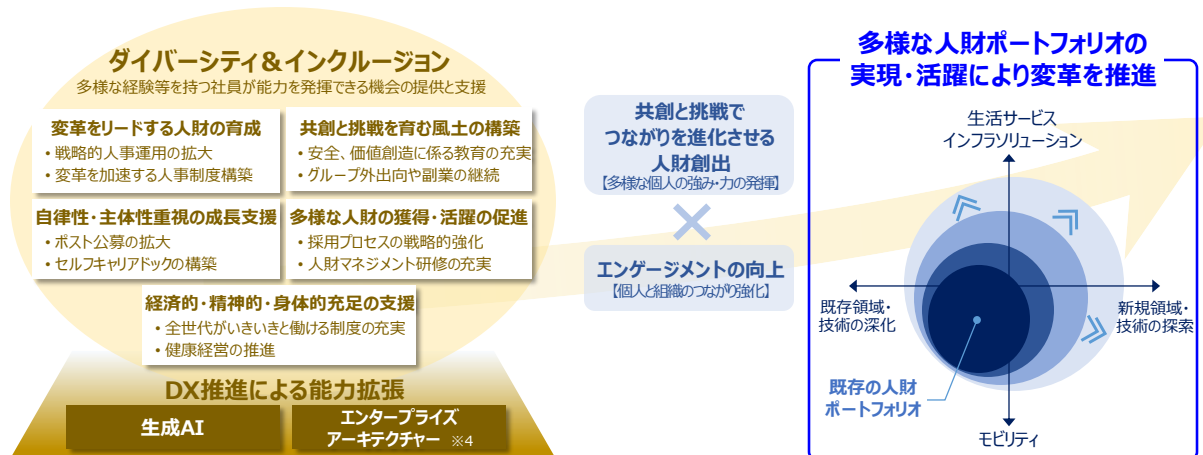 ダイバーシティ＆インクルージョン
多様な経験等を持つ社員が能力を発揮できる機会の提供と支援
変革をリードする人財の育成
・戦略的人事運用の拡大
・変革を加速する人事制度構築
共創と挑戦を育む風土の構築
・安全、価値創造に係る教育の充実
・グループ外出向や副業の継続
自律性・主体性重視の成長支援
・ポスト公募の拡大
・セルフキャリアドックの構築
多様な人財の獲得・活躍の促進
・採用プロセスの戦略的強化
・人財マネジメント研修の充実
経済的・精神的・身体的充足の支援
・全世代がいきいきと働ける制度の充実
・健康経営の推進
DX推進による能力拡張
生成AI
エンタープライズ
アーキテクチャー ※4
共創と挑戦で
つながりを進化させる
人財創出
【多様な個人の強み・力の発揮】
×
エンゲージメントの向上
【個人と組織のつながり強化】
多様な人財ポートフォリオの
実現・活躍により変革を推進
生活サービス
インフラソリューション
既存領域・
技術の深化
新規領域・
技術の探索
既存の人財
ポートフォリオ
モビリティ